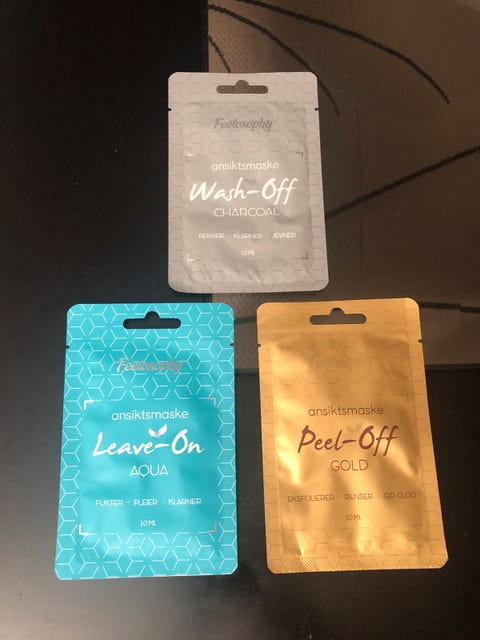 Feelosophy
ansiktsmaske
Wash-Off
CHARCOAL
RENSER · KLARNER · JEVNER
10 ML
Feelosophy
ansiktsmaske
Leave-On
AQUA
FUKTER · PLEIER · KLARNER
10 ML
Feelosophy
ansiktsmaske
Peel-Off
GOLD
EKSFOLIERER · RENSER · GIR GLØD
10 ML